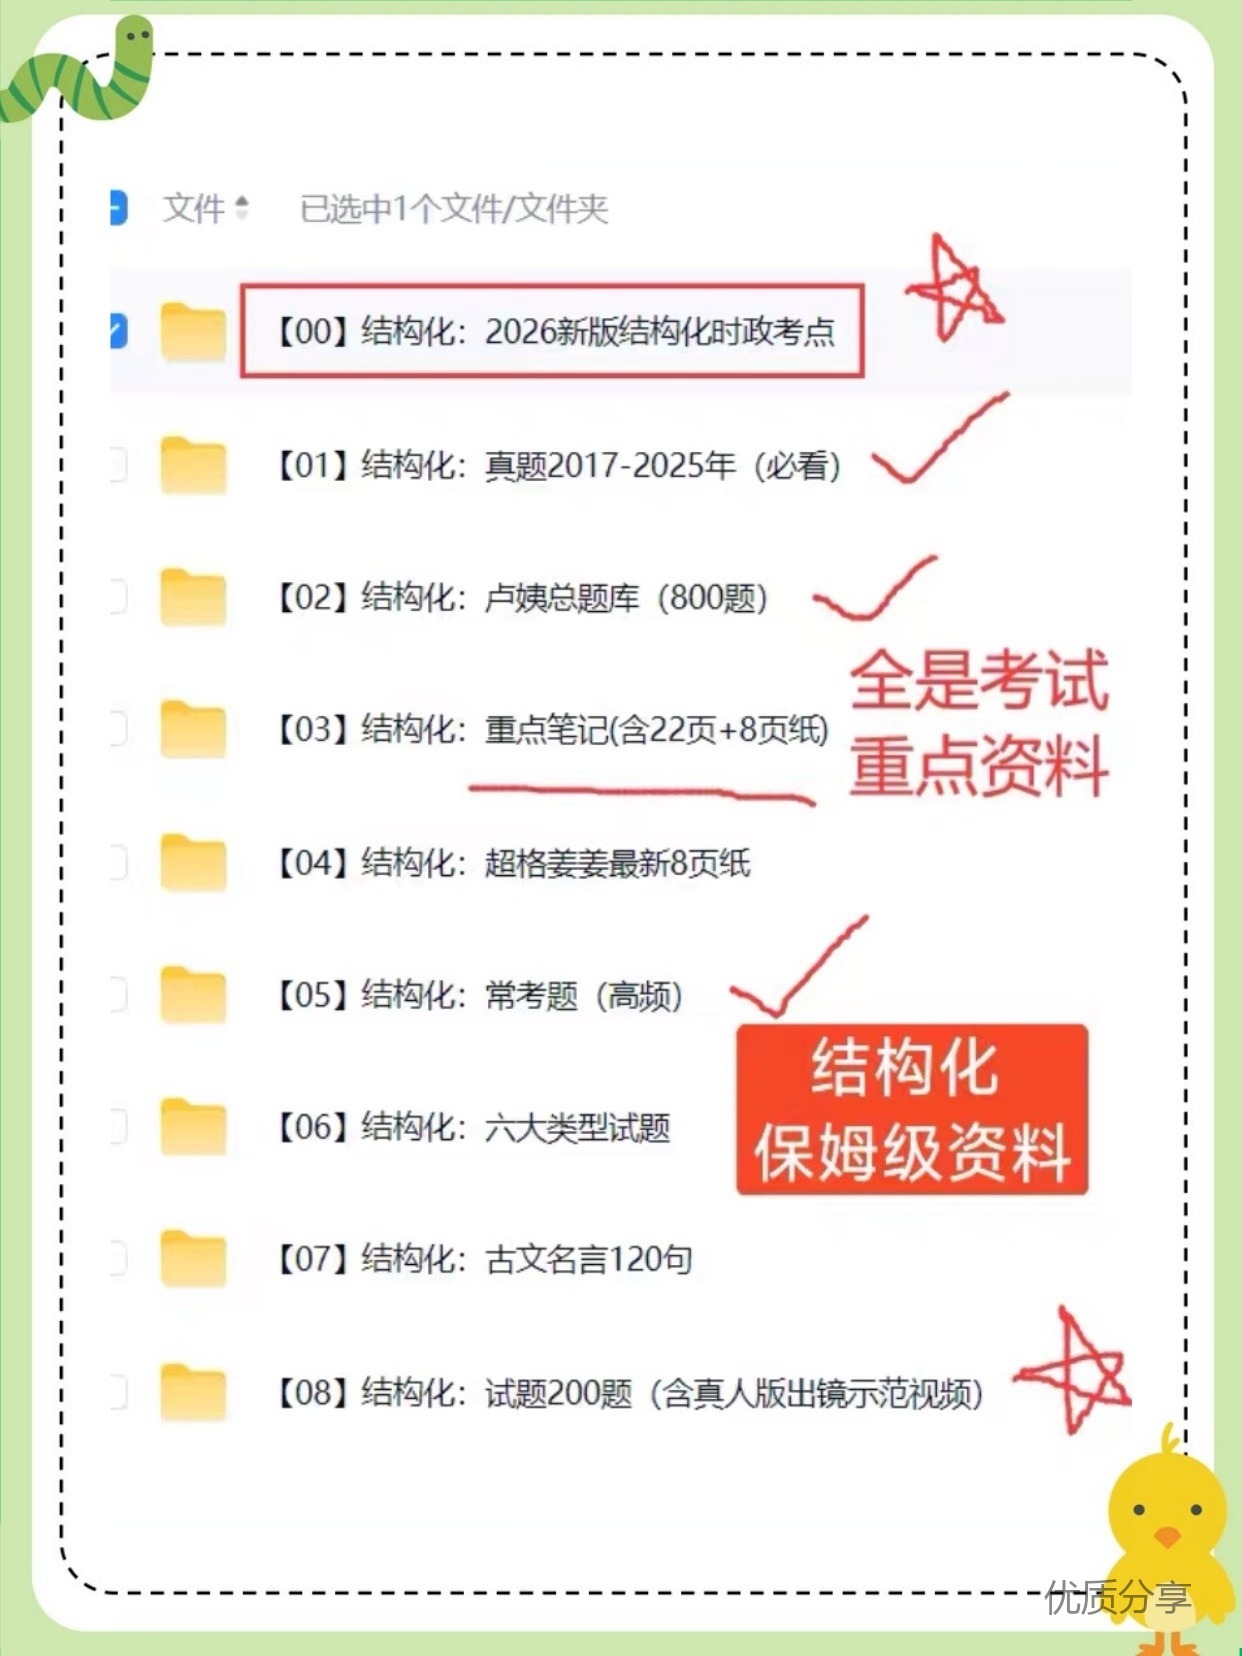 文件 已选中1个文件/文件夹
【00】结构化：2026新版结构化时政考点
【01】结构化：真题2017-2025年（必看）
【02】结构化：卢姨总题库（800题）
全是考试
重点资料
【03】结构化：重点笔记(含22页+8页纸)
【04】结构化：超格姜姜最新8页纸
【05】结构化：常考题（高频）
结构化
保姆级资料
【06】结构化：六大类型试题
【07】结构化：古文名言120句
【08】结构化：试题200题（含真人版出镜示范视频）
优质分享